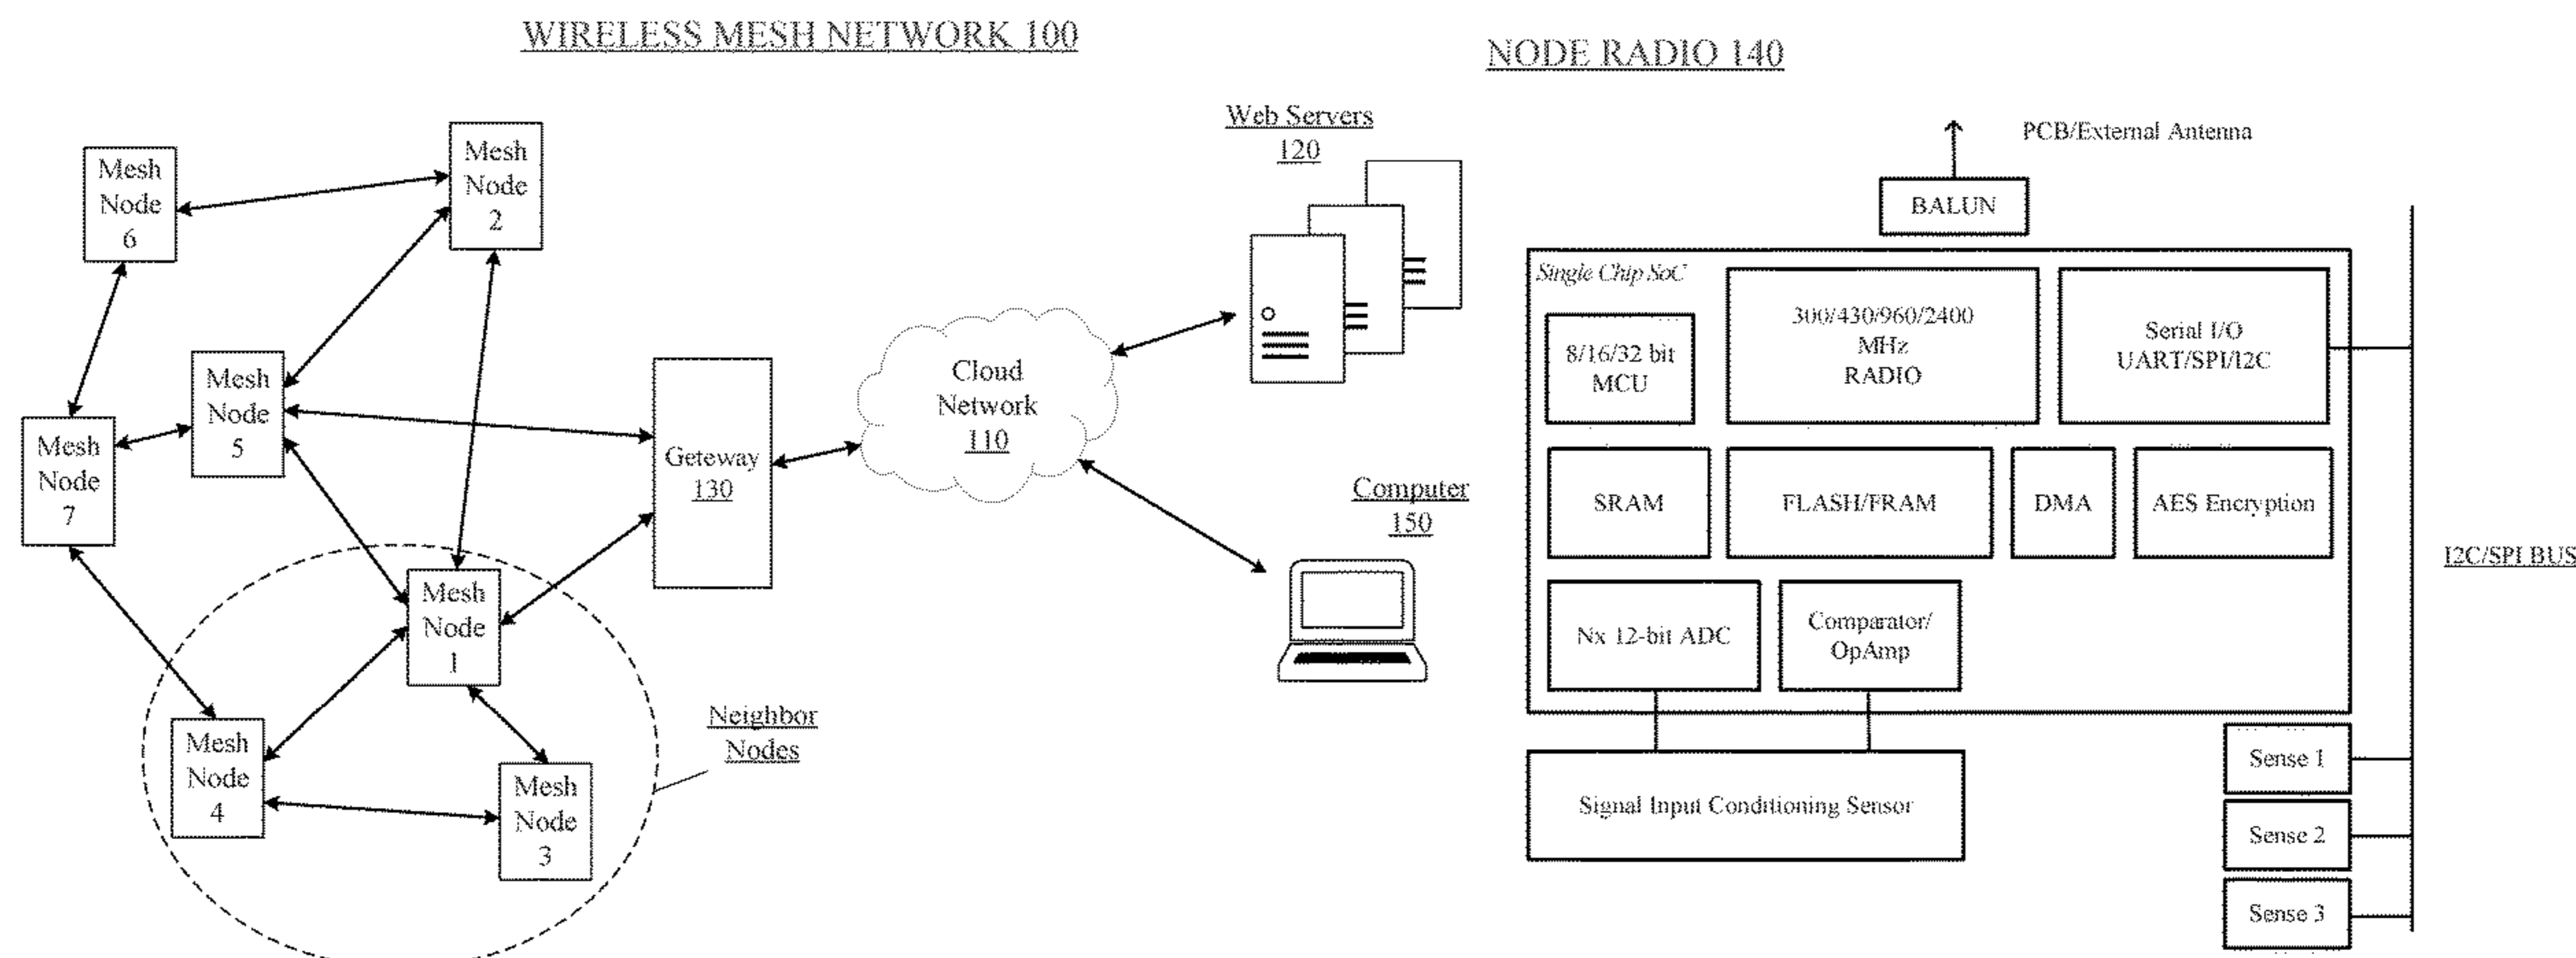 WIRELESS MESH NETWORK 100
Mesh
Node
6
Mesh
Node
2
Mesh
Node
5
Mesh
Node
7
Mesh
Node
1
Mesh
Node
4
Mesh
Node
3
Neighbor
Nodes
Geteway
130
Cloud
Network
110
Web Servers
120
Computer
150
NODE RADIO 140
PCB/External Antenna
BALUN
Single Chip SoC
8/16/32 bit
MCU
300/430/960/2400
MHz
RADIO
Serial I/O
UART/SPI/I2C
SRAM
FLASH/FRAM
DMA
AES Encryption
Nx 12-bit ADC
Comparator/
OpAmp
Signal Input Conditioning Sensor
I2C/SPI BUS
Sense 1
Sense 2
Sense 3